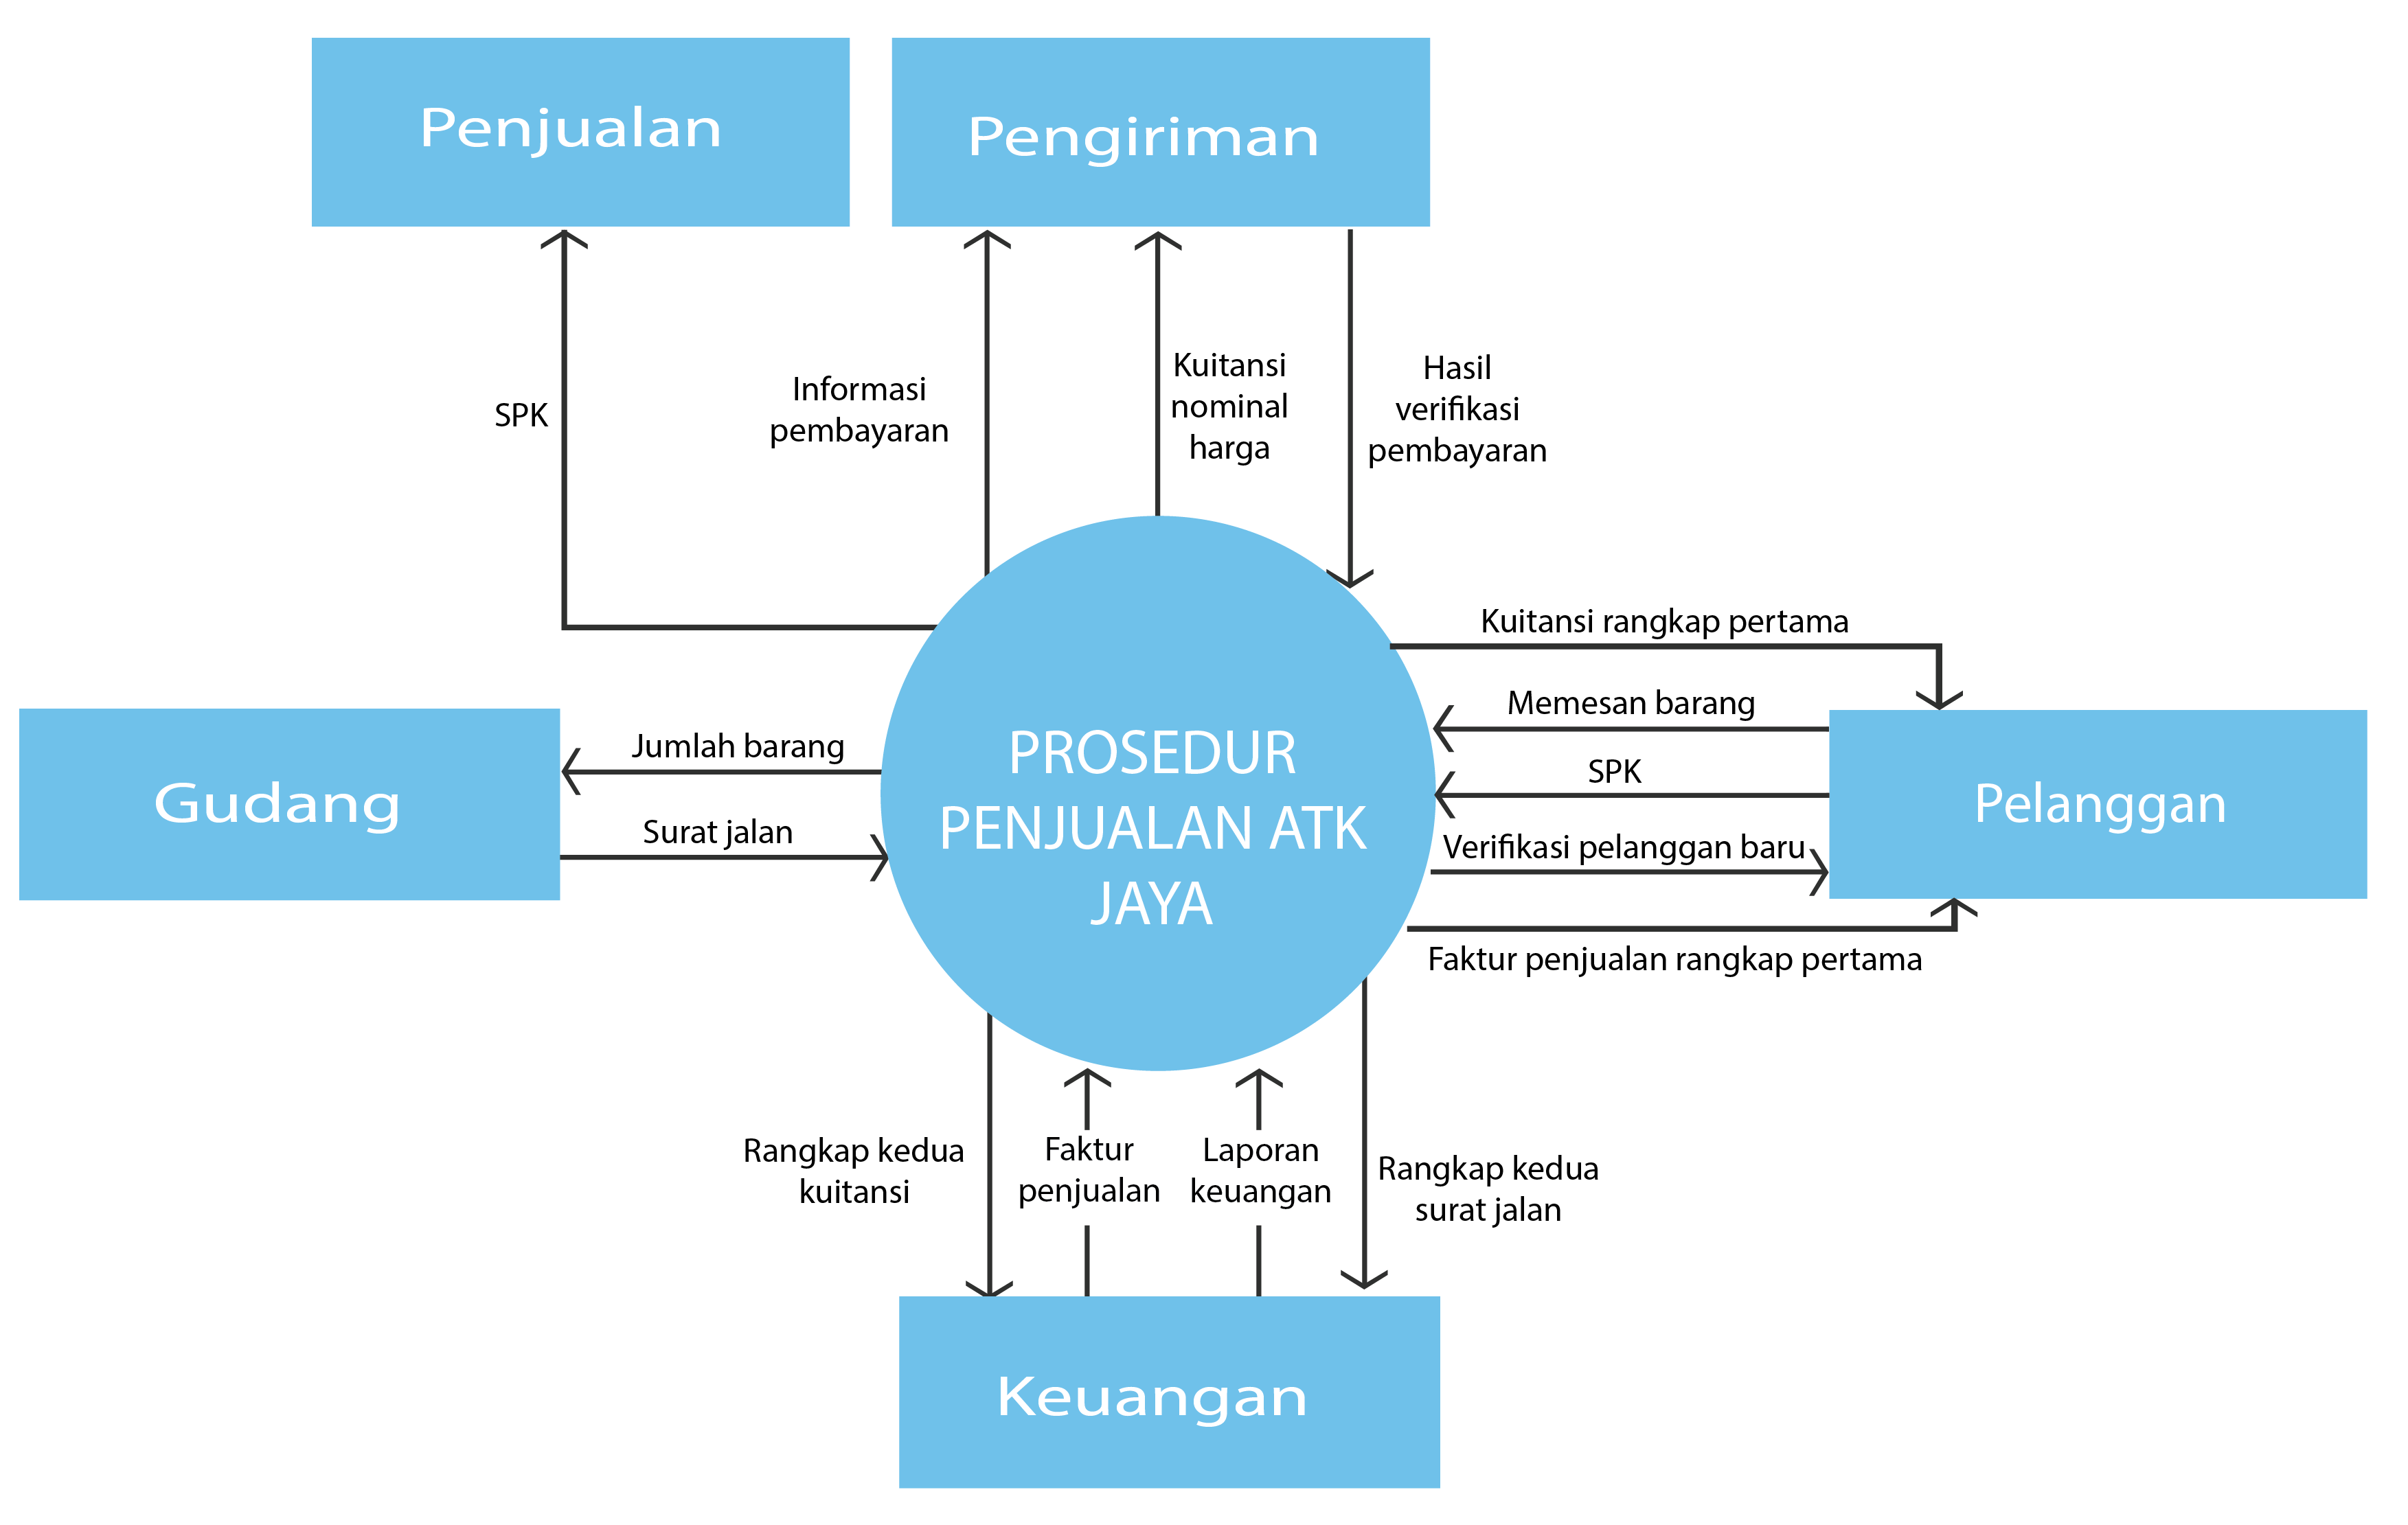 Penjualan
Pengiriman
SPK
Informasi
pembayaran
Kuitansi
nominal
harga
Hasil
verifikasi
pembayaran
Kuitansi rangkap pertama
Memesan barang
SPK
Verifikasi pelanggan baru
Faktur penjualan rangkap pertama
Pelanggan
Gudang
Jumlah barang
Surat jalan
PROSEDUR
PENJUALAN ATK
JAYA
Rangkap kedua
kuitansi
Faktur
penjualan
Laporan
keuangan
Rangkap kedua
surat jalan
Keuangan